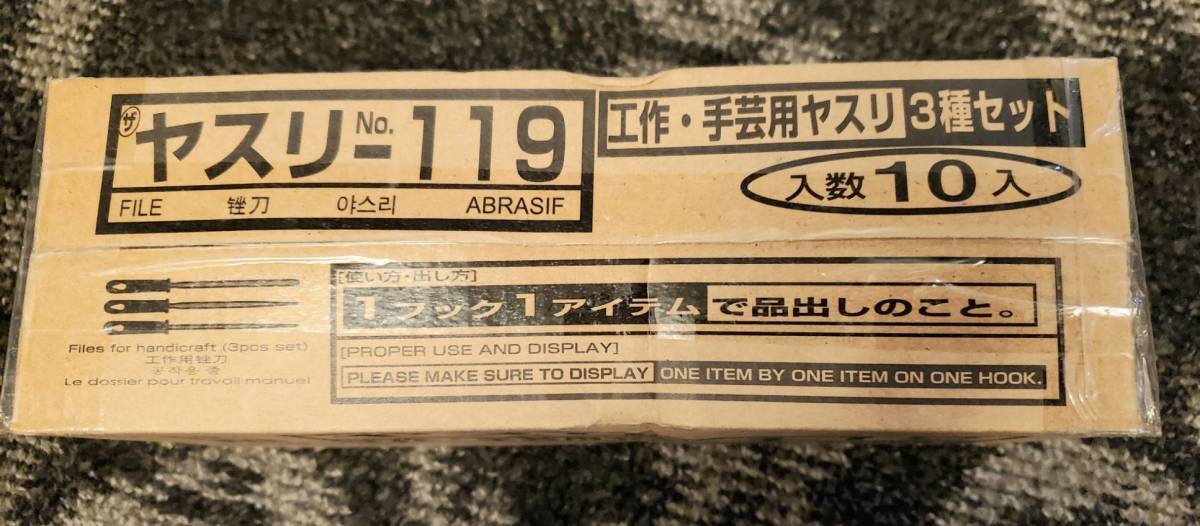 ザ ヤスリー No.119
FILE 锉刀 야스리 ABRASIF
工作・手芸用ヤスリ 3種セット
入数10入
Files for handicraft (3pcs set)
工作用锉刀
공작용 줄
Le dossier pour travail manuel
[使い方・出し方]
1フック1アイテムで品出しのこと。
[PROPER USE AND DISPLAY]
PLEASE MAKE SURE TO DISPLAY ONE ITEM BY ONE ITEM ON ONE HOOK.